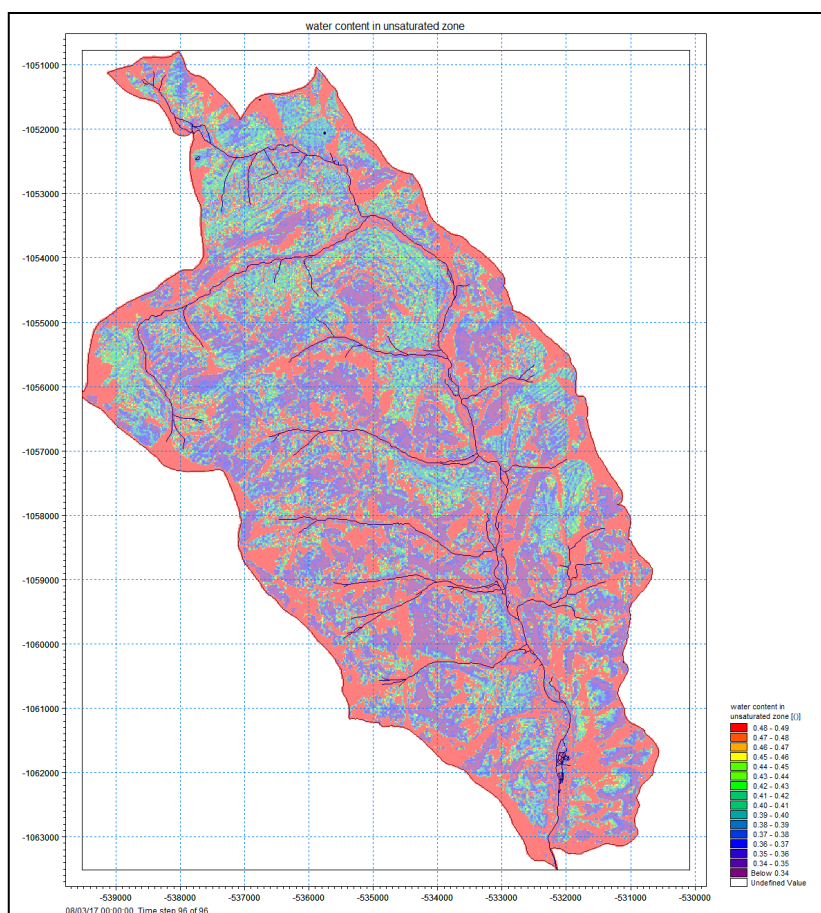 water content in unsaturated zone
-1051000
-1052000
-1053000
-1054000
-1055000
-1056000
-1057000
-1058000
-1059000
-1060000
-1061000
-1062000
-1063000
-539000 -538000 -537000 -536000 -535000 -534000 -533000 -532000 -531000 -530000
08/03/17 00:00:00, Time step 96 of 96
water content in
unsaturated zone [()]
0.48 - 0.49
0.47 - 0.48
0.46 - 0.47
0.45 - 0.46
0.44 - 0.45
0.43 - 0.44
0.42 - 0.43
0.41 - 0.42
0.40 - 0.41
0.39 - 0.40
0.38 - 0.39
0.37 - 0.38
0.36 - 0.37
0.35 - 0.36
0.34 - 0.35
Below 0.34
Undefined Value